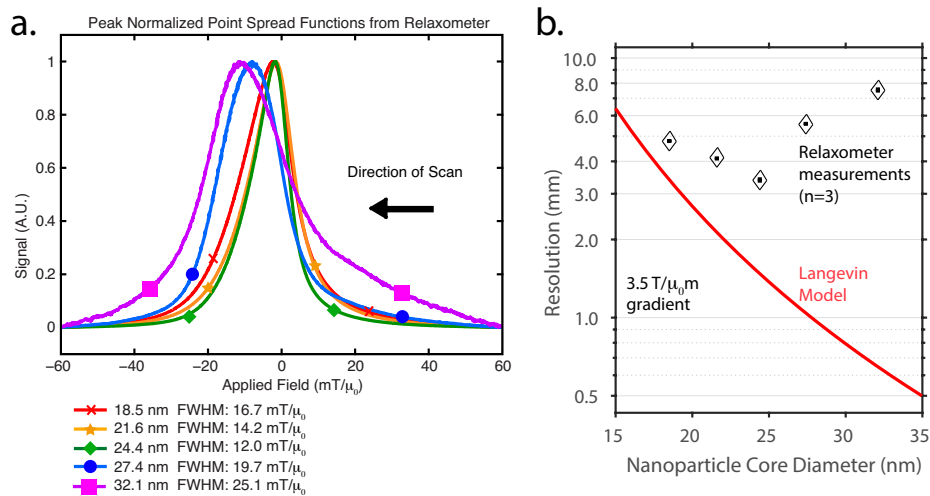 a.
Peak Normalized Point Spread Functions from Relaxometer
1
0.8
0.6
0.4
0.2
0
Signal (A.U.)
Direction of Scan
−60
−40
−20
0
20
40
60
Applied Field (mT/μ₀)
18.5 nm FWHM: 16.7 mT/μ₀
21.6 nm FWHM: 14.2 mT/μ₀
24.4 nm FWHM: 12.0 mT/μ₀
27.4 nm FWHM: 19.7 mT/μ₀
32.1 nm FWHM: 25.1 mT/μ₀
b.
10.0
8.0
6.0
4.0
3.0
2.0
1.0
0.5
Resolution (mm)
Relaxometer
measurements
(n=3)
3.5 T/μ₀m
gradient
Langevin
Model
15
20
25
30
35
Nanoparticle Core Diameter (nm)